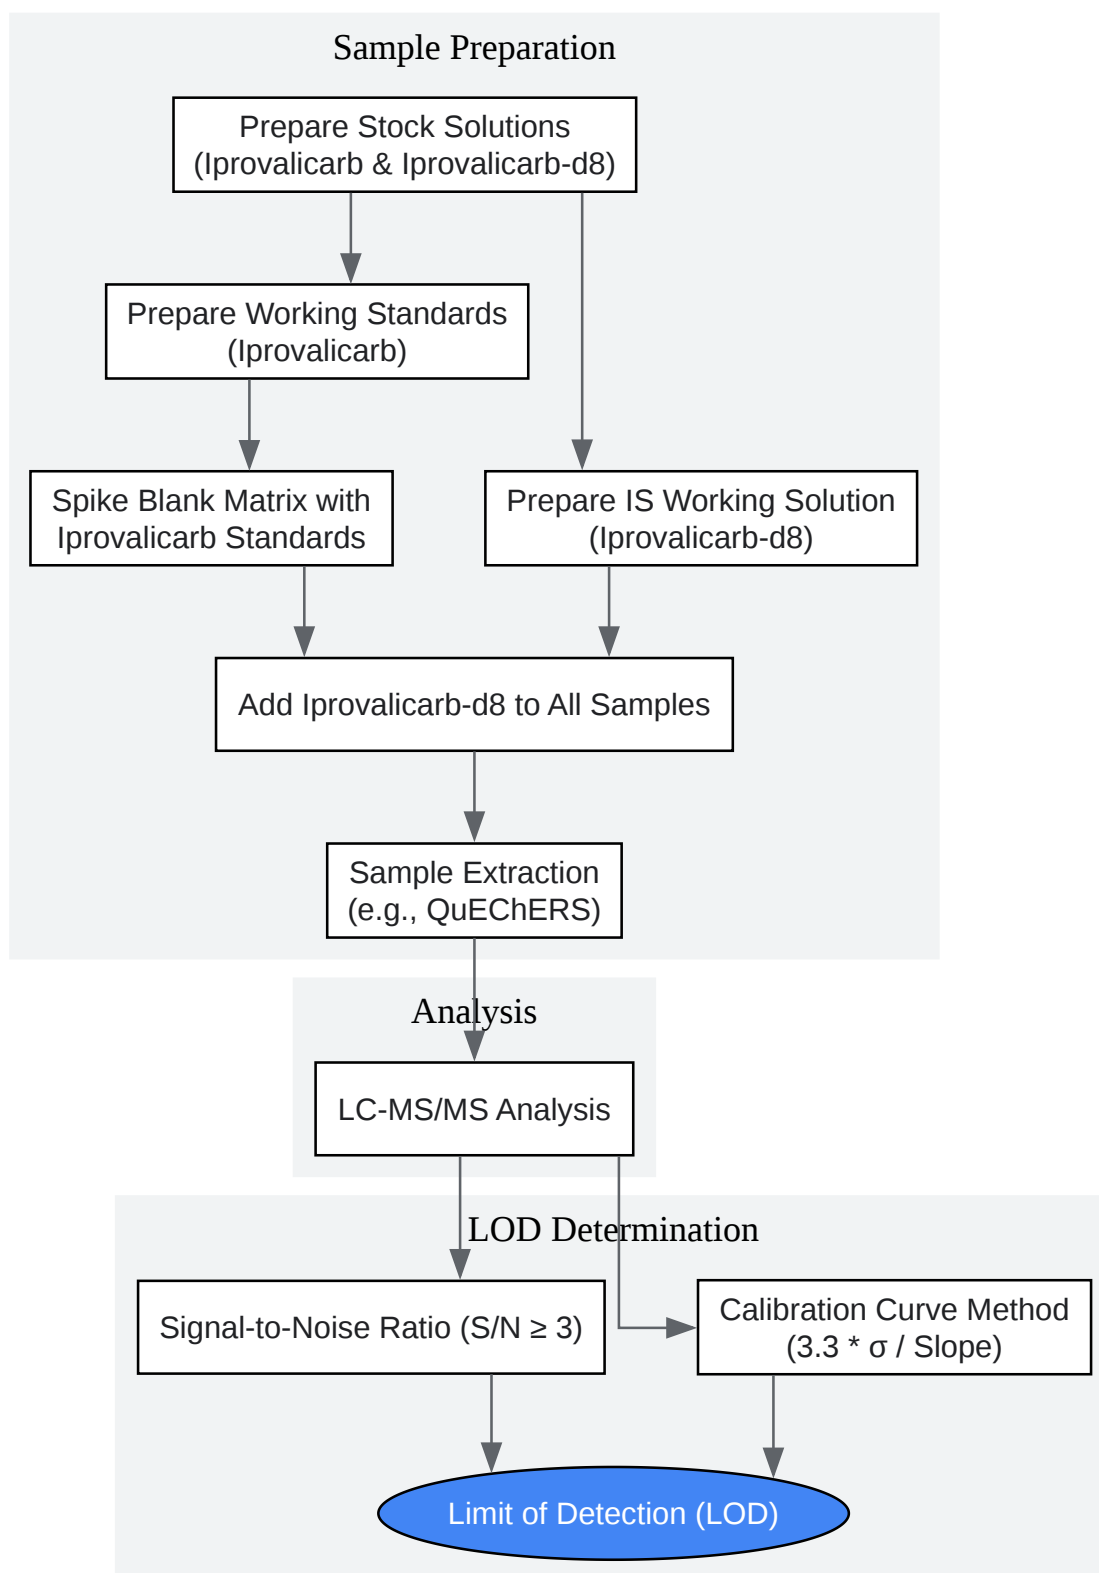 Sample Preparation
Prepare Stock Solutions
(Iprovalicarb & Iprovalicarb-d8)
Prepare Working Standards
(Iprovalicarb)
Spike Blank Matrix with
Iprovalicarb Standards
Prepare IS Working Solution
(Iprovalicarb-d8)
Add Iprovalicarb-d8 to All Samples
Sample Extraction
(e.g., QuEChERS)
Analysis
LC-MS/MS Analysis
LOD Determination
Signal-to-Noise Ratio (S/N ≥ 3)
Calibration Curve Method
(3.3 * σ / Slope)
Limit of Detection (LOD)